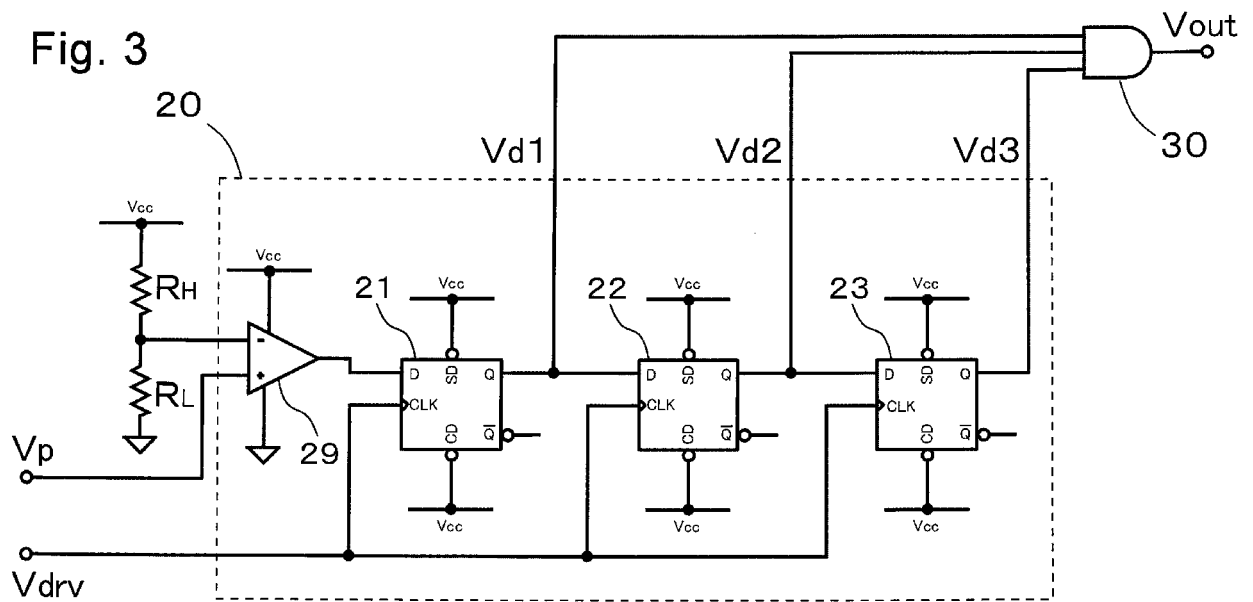 Fig. 3
Vout
20
Vd1
Vd2
Vd3
30
Vcc
Vcc
RH
21
Vcc
22
Vcc
23
Vcc
-
+
RL
29
D
SD
Q
CLK
CD
Q
D
SD
Q
CLK
CD
Q
D
SD
Q
CLK
CD
Q
Vcc
Vcc
Vcc
Vp
Vdrv